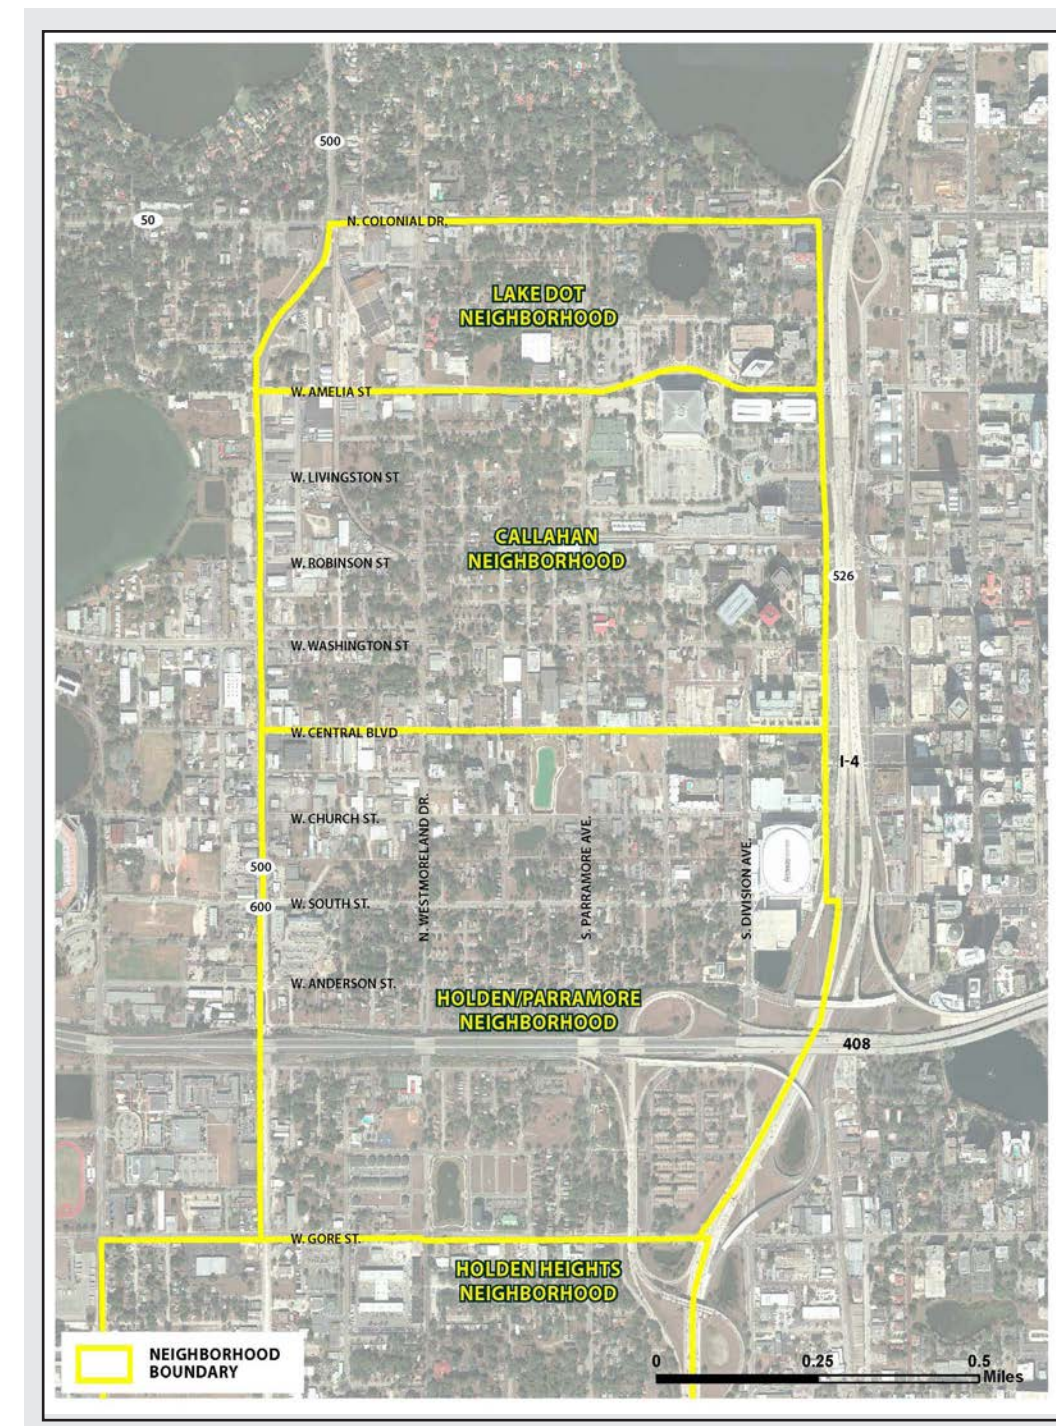 500
50
N. COLONIAL DR.
LAKE DOT
NEIGHBORHOOD
W. AMELIA ST
W. LIVINGSTON ST
CALLAHAN
NEIGHBORHOOD
W. ROBINSON ST
526
W. WASHINGTON ST
W. CENTRAL BLVD
I-4
W. CHURCH ST.
N. WESTMORELAND DR.
S. PARRAMORE AVE.
S. DIVISION AVE.
500
600
W. SOUTH ST.
W. ANDERSON ST.
HOLDEN/PARRAMORE
NEIGHBORHOOD
408
W. GORE ST.
HOLDEN HEIGHTS
NEIGHBORHOOD
NEIGHBORHOOD
BOUNDARY
0 0.25 0.5
Miles